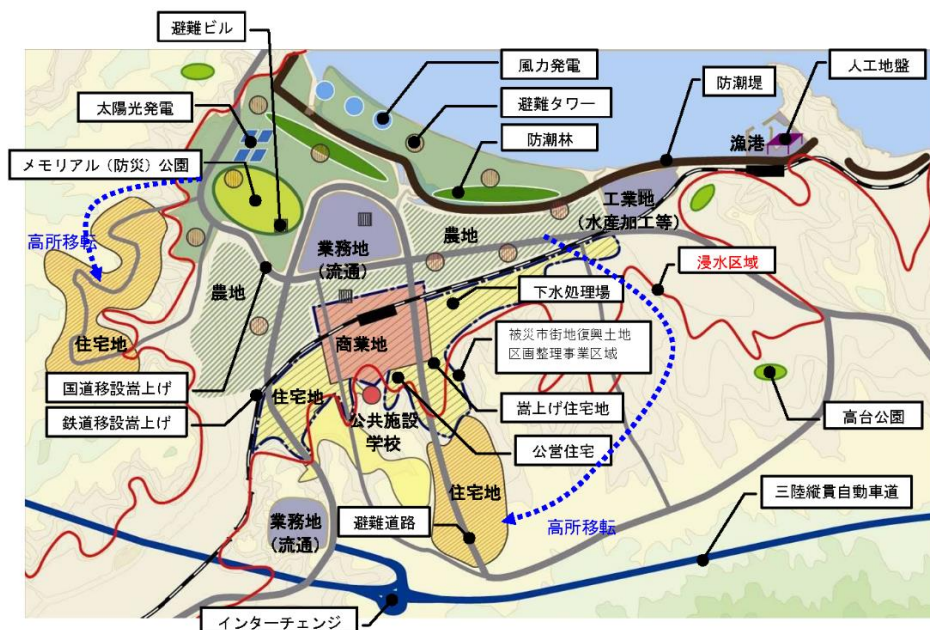 避難ビル
風力発電
人工地盤
太陽光発電
避難タワー
防潮堤
防潮林
漁港
メモリアル（防災）公園
工業地
（水産加工等）
高所移転
農地
業務地
（流通）
浸水区域
農地
下水処理場
住宅地
商業地
被災市街地復興土地
区画整理事業区域
国道移設嵩上げ
住宅地
嵩上げ住宅地
高台公園
鉄道移設嵩上げ
公共施設
学校
公営住宅
住宅地
三陸縦貫自動車道
業務地
（流通）
避難道路
高所移転
インターチェンジ